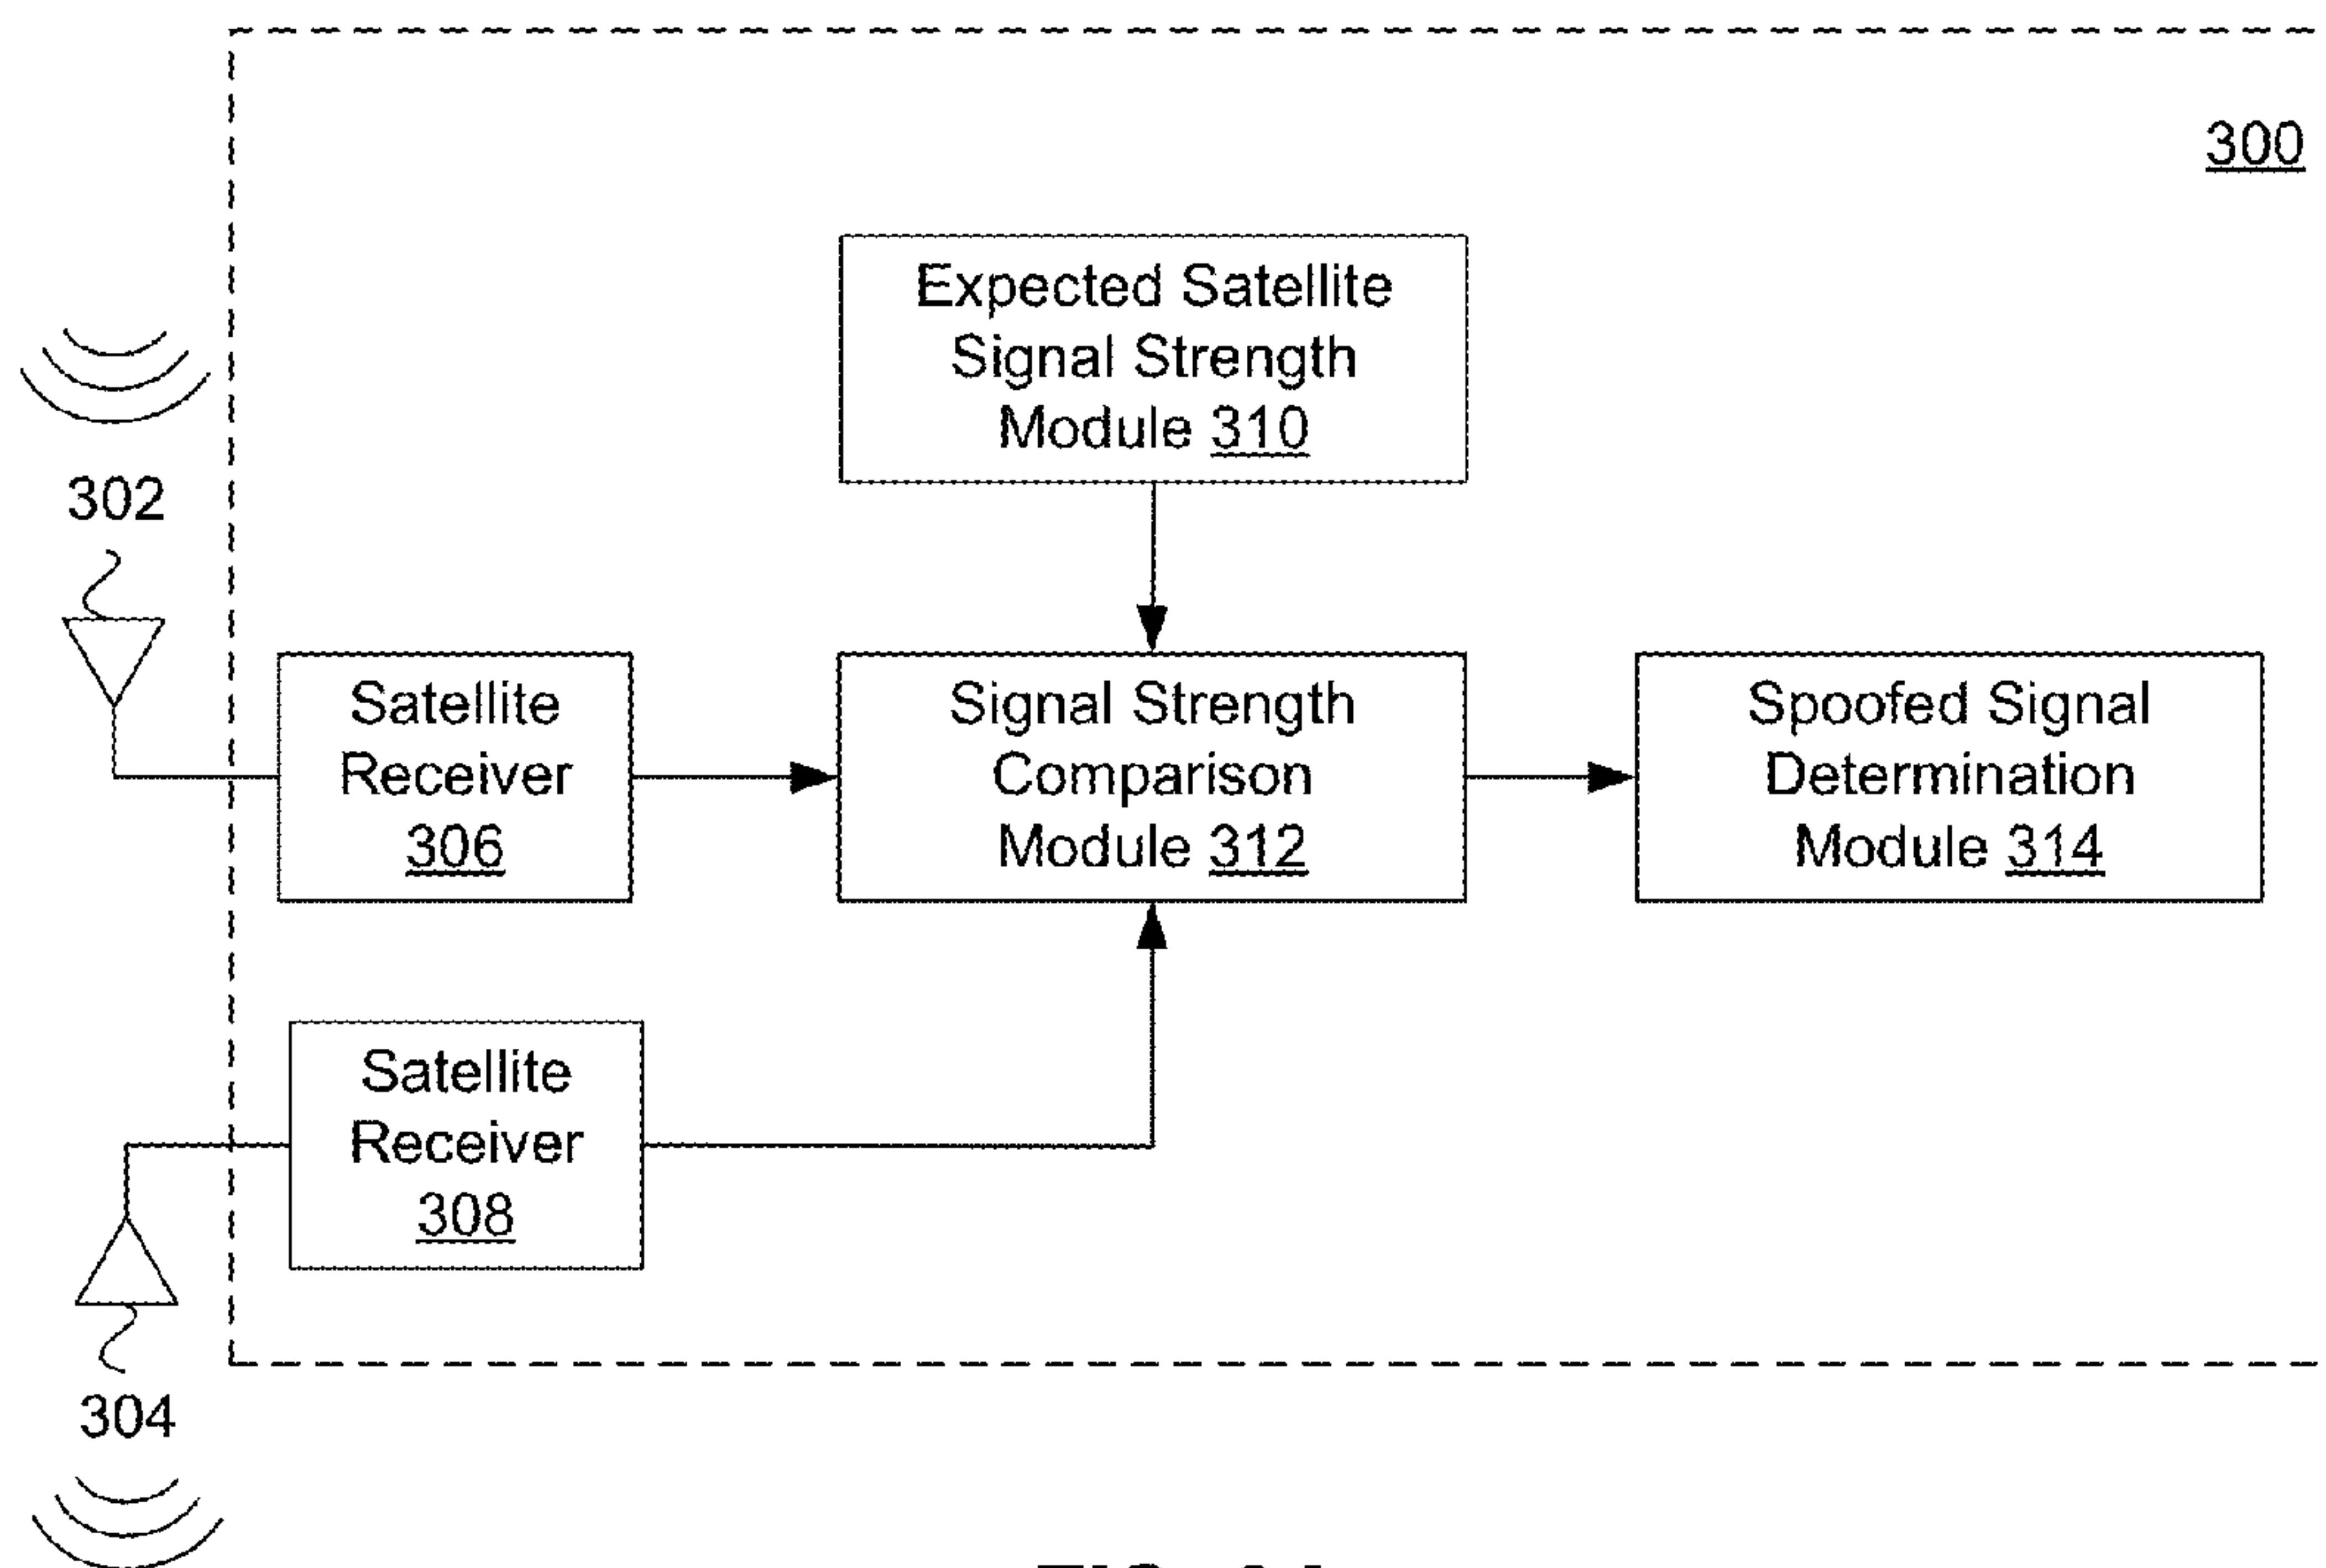 300
Expected Satellite
Signal Strength
Module 310
302
Satellite
Receiver
306
Signal Strength
Comparison
Module 312
Spoofed Signal
Determination
Module 314
Satellite
Receiver
308
304